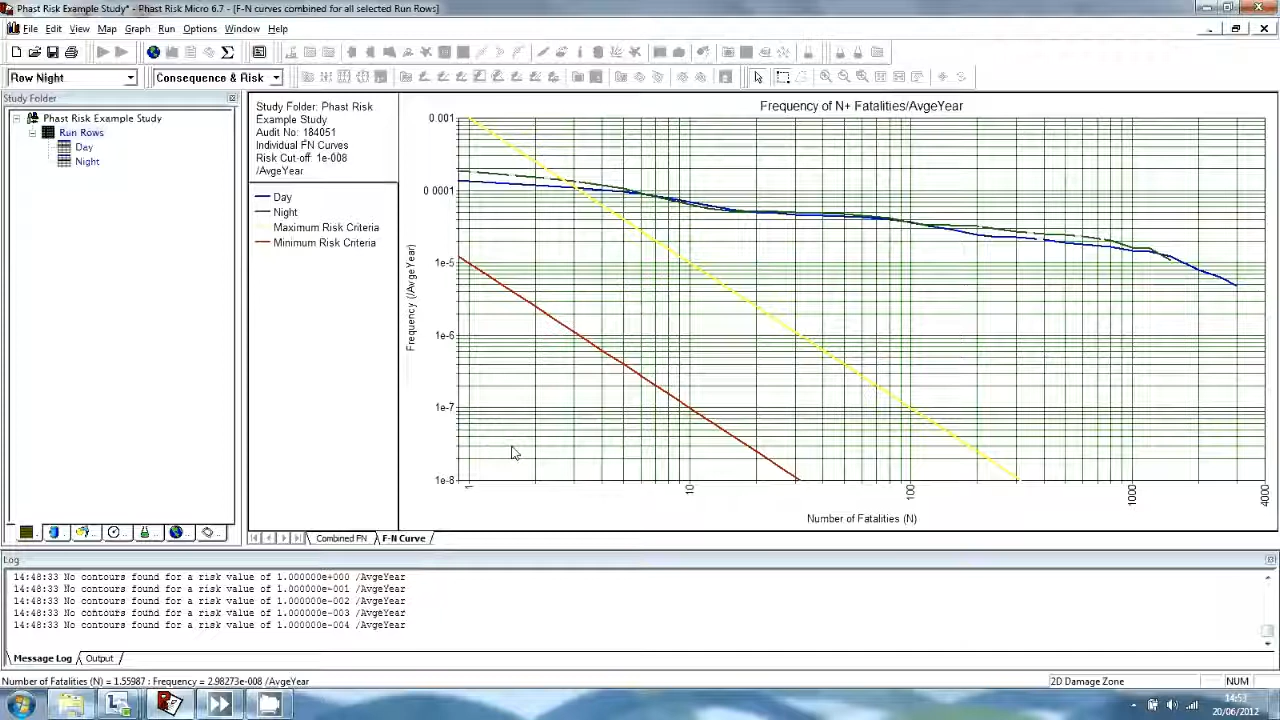 Phast Risk Example Study* - Phast Risk Micro 6.7 - [F-N curves combined for all selected Run Rows]
File Edit View Map Graph Run Options Window Help
Row Night Consequence & Risk
Study Folder
Phast Risk Example Study
Run Rows
Day
Night
Study Folder: Phast Risk
Example Study
Audit No: 184051
Individual FN Curves
Risk Cut-off 1e-008
/AvgeYear
Day
Night
Maximum Risk Criteria
Minimum Risk Criteria
Frequency of N+ Fatalities/AvgeYear
0.001
0.0001
1e-5
1e-6
1e-7
1e-8
Frequency (/AvgeYear)
1 10 100 1000 4000
Number of Fatalities (N)
Combined FN F-N Curve
Log
14:48:33 No contours found for a risk value of 1.000000e+000 /AvgeYear
14:48:33 No contours found for a risk value of 1.000000e-001 /AvgeYear
14:48:33 No contours found for a risk value of 1.000000e-002 /AvgeYear
14:48:33 No contours found for a risk value of 1.000000e-003 /AvgeYear
14:48:33 No contours found for a risk value of 1.000000e-004 /AvgeYear
Message Log Output
Number of Fatalities (N) = 1.55987 : Frequency = 2.98273e-008 /AvgeYear 2D Damage Zone NUM
14:53
20/06/2012